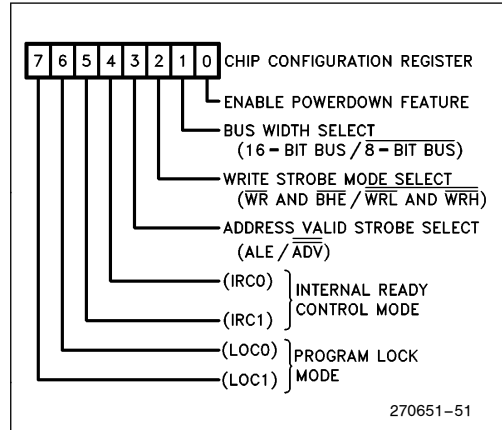 7 6 5 4 3 2 1 0 CHIP CONFIGURATION REGISTER
ENABLE POWERDOWN FEATURE
BUS WIDTH SELECT
(16-BIT BUS / 8-BIT BUS)
WRITE STROBE MODE SELECT
(WR AND BHE / WRL AND WRH)
ADDRESS VALID STROBE SELECT
(ALE / ADV)
(IRC0)
INTERNAL READY
CONTROL MODE
(IRC1)
(LOC0)
PROGRAM LOCK
MODE
(LOC1)
270651-51